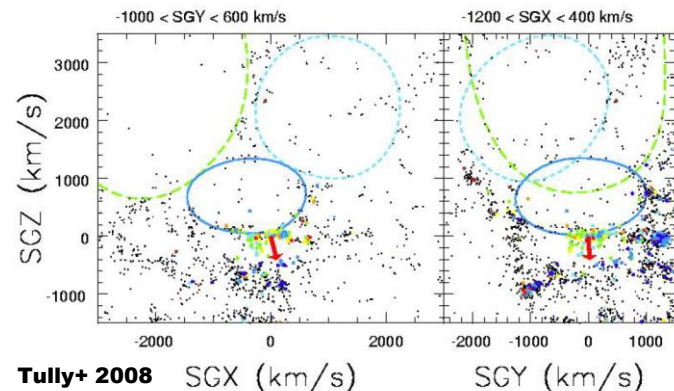 -1000 < SGY < 600 km/s
-1200 < SGX < 400 km/s
3000
2000
1000
0
-1000
SGZ (km/s)
-2000 0 2000
-2000 -1000 0 1000
Tully+ 2008
SGX (km/s)
SGY (km/s)